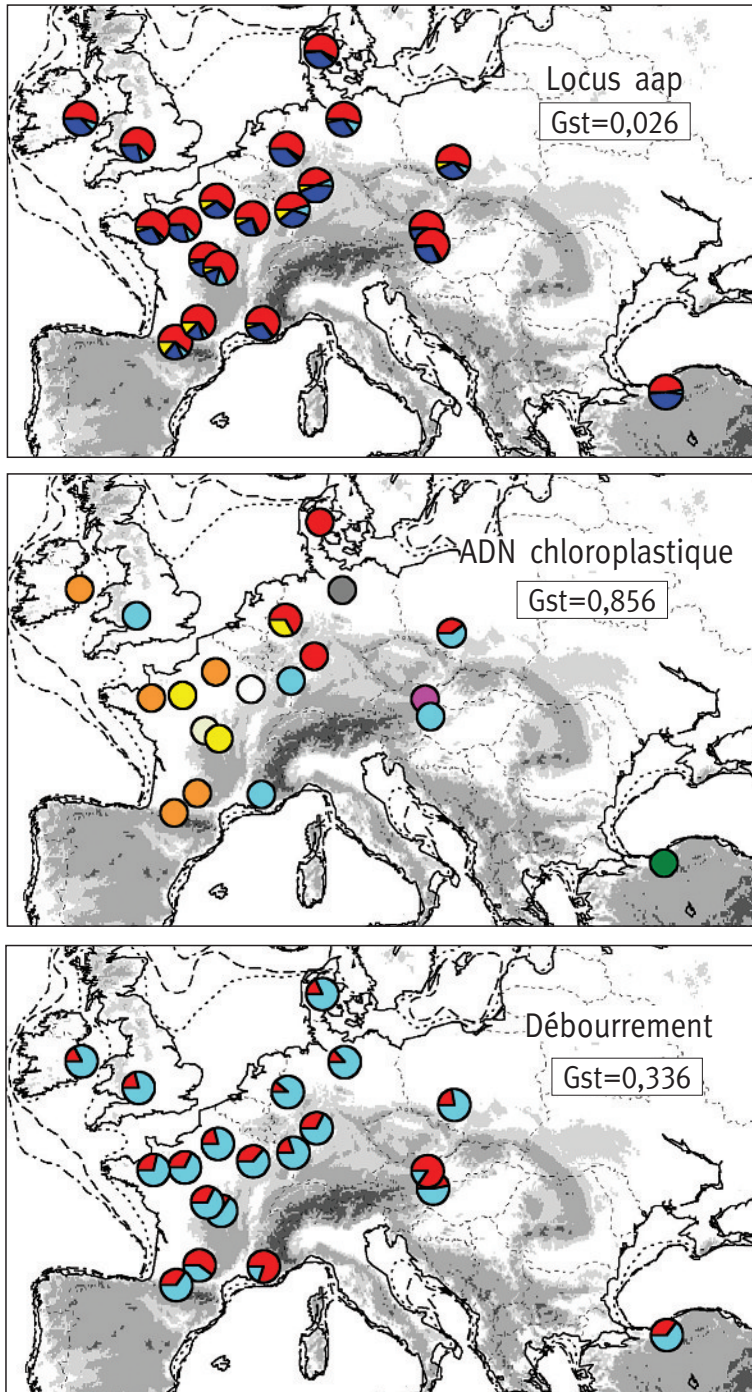 Locus aap
Gst=0,026
ADN chloroplastique
Gst=0,856
Débourrement
Gst=0,336